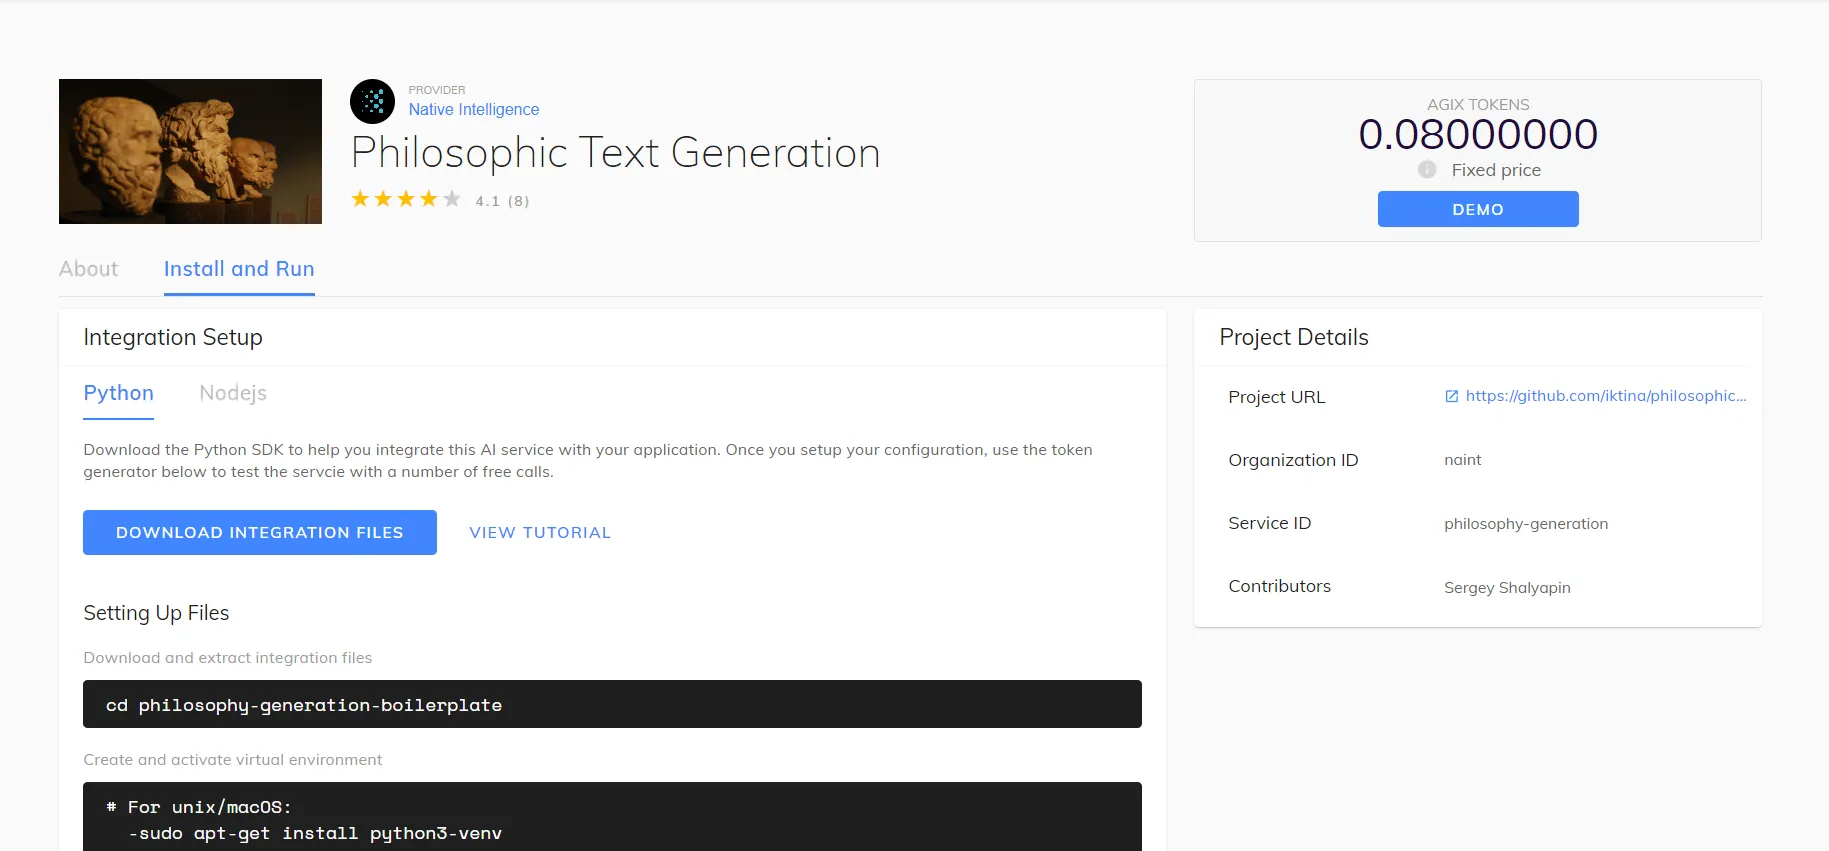 PROVIDER
Native Intelligence
Philosophic Text Generation
4.1 (8)
AGIX TOKENS
0.08000000
Fixed price
DEMO
About
Install and Run
Integration Setup
Python
Nodejs
Download the Python SDK to help you integrate this AI service with your application. Once you setup your configuration, use the token
generator below to test the servcie with a number of free calls.
DOWNLOAD INTEGRATION FILES
VIEW TUTORIAL
Setting Up Files
Download and extract integration files
cd philosophy-generation-boilerplate
Create and activate virtual environment
# For unix/macOS:
-sudo apt-get install python3-venv
Project Details
Project URL
https://github.com/iktina/philosophic...
Organization ID
naint
Service ID
philosophy-generation
Contributors
Sergey Shalyapin